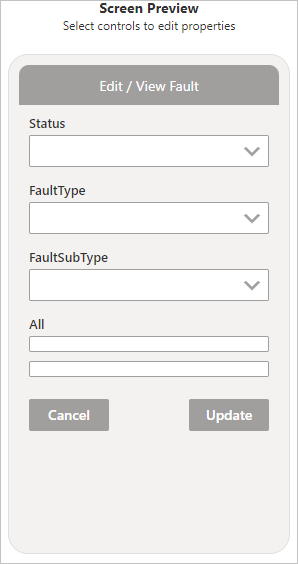 Screen Preview
Select controls to edit properties
Edit / View Fault
Status
FaultType
FaultSubType
All
Cancel
Update